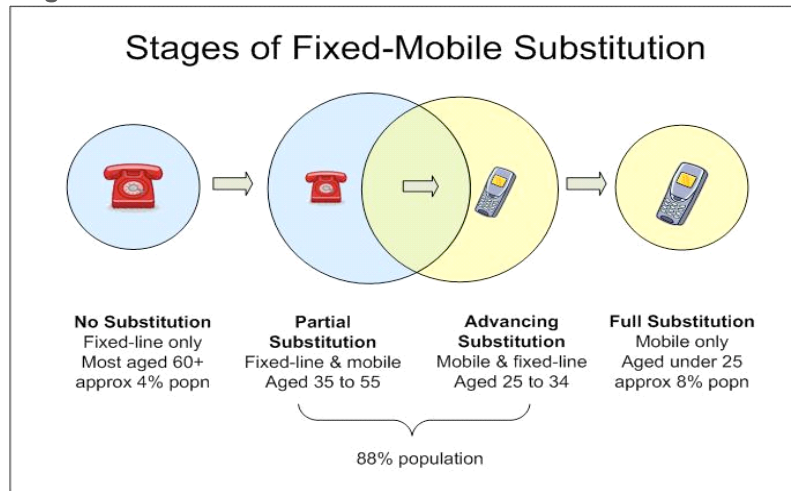 Stages of Fixed-Mobile Substitution
No Substitution
Fixed-line only
Most aged 60+
approx 4% popn
Partial
Substitution
Fixed-line & mobile
Aged 35 to 55
Advancing
Substitution
Mobile & fixed-line
Aged 25 to 34
Full Substitution
Mobile only
Aged under 25
approx 8% popn
88% population